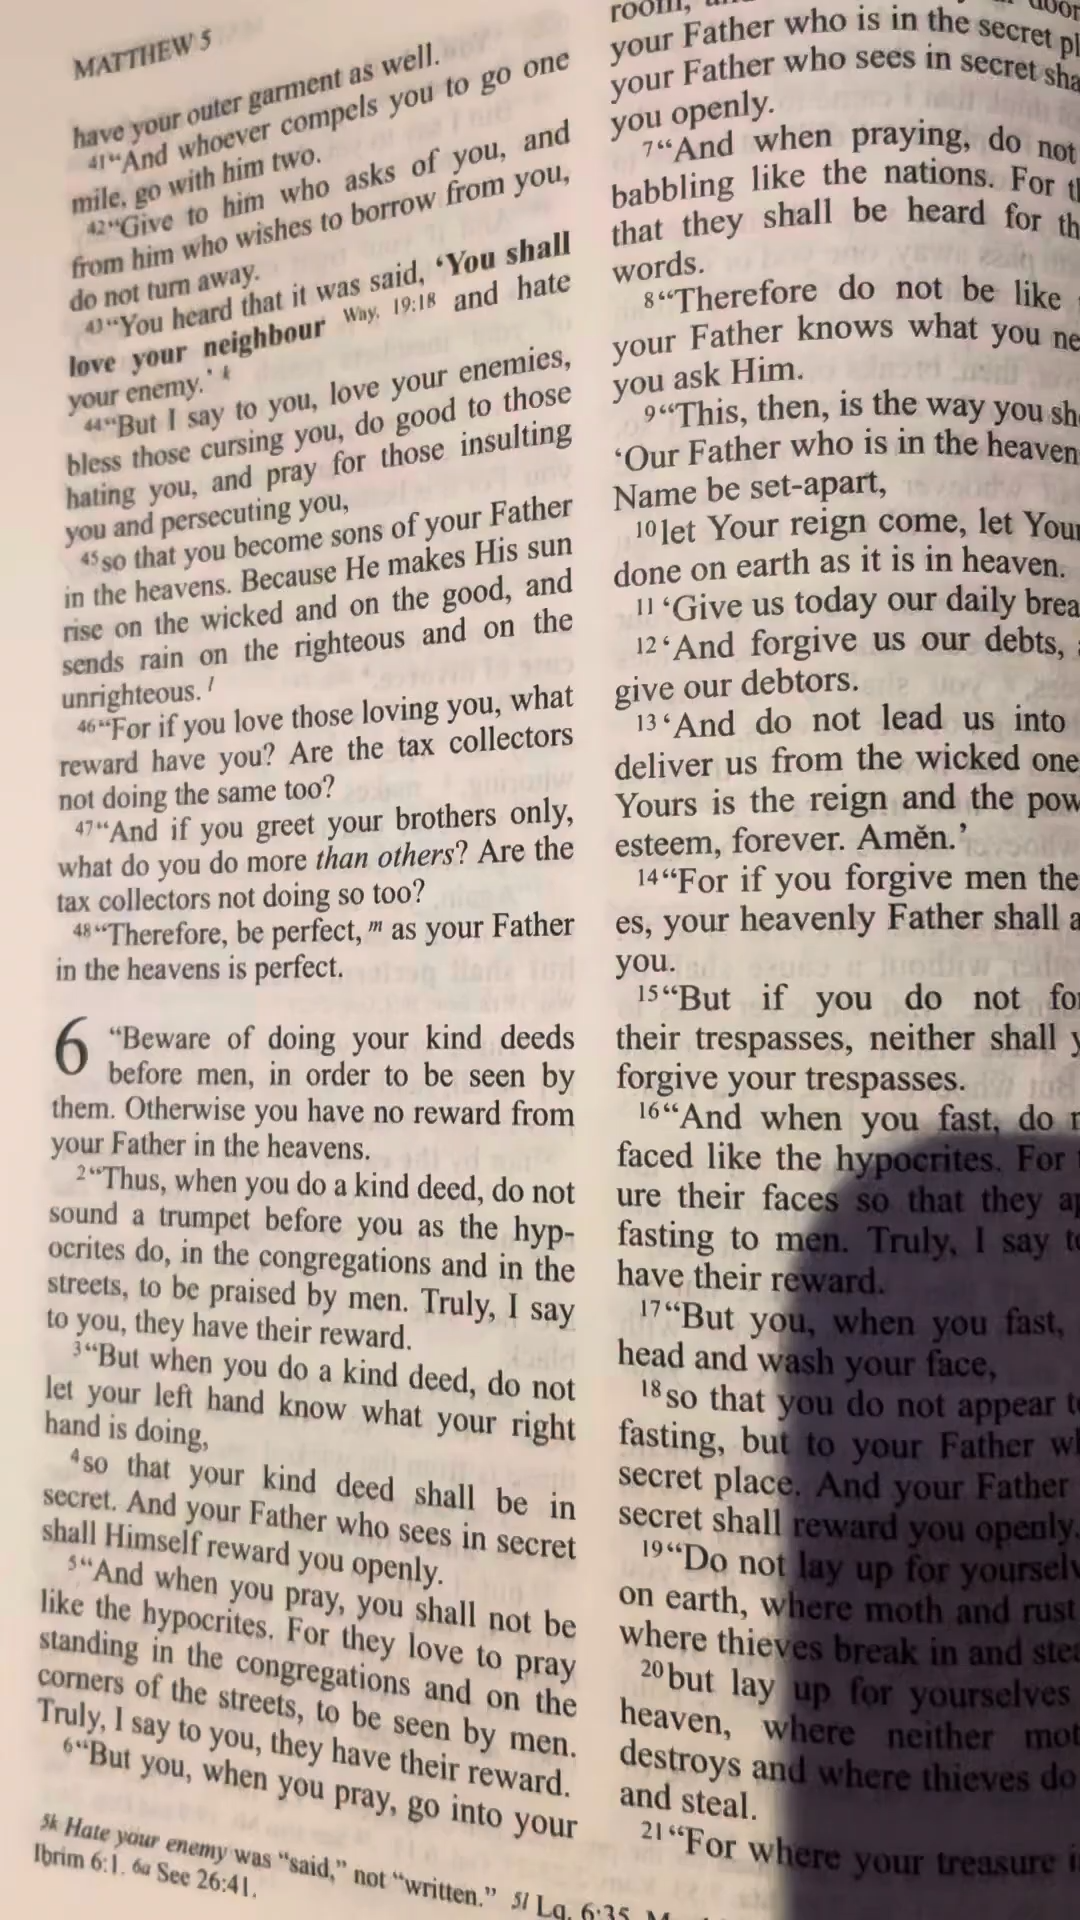 MATTHEW 5
have your outer garment as well.
41“And whoever compels you to go one
mile, go with him two.
42“Give to him who asks of you, and
from him who wishes to borrow from you,
do not turn away.
43“You heard that it was said, ‘You shall
love your neighbour Way. 19:18 and hate
your enemy.’ k
44“But I say to you, love your enemies,
bless those cursing you, do good to those
hating you, and pray for those insulting
you and persecuting you,
45so that you become sons of your Father
in the heavens. Because He makes His sun
rise on the wicked and on the good, and
sends rain on the righteous and on the
unrighteous. l
46“For if you love those loving you, what
reward have you? Are the tax collectors
not doing the same too?
47“And if you greet your brothers only,
what do you do more than others? Are the
tax collectors not doing so too?
48“Therefore, be perfect, m as your Father
in the heavens is perfect.
6 “Beware of doing your kind deeds
before men, in order to be seen by
them. Otherwise you have no reward from
your Father in the heavens.
2“Thus, when you do a kind deed, do not
sound a trumpet before you as the hyp-
ocrites do, in the congregations and in the
streets, to be praised by men. Truly, I say
to you, they have their reward.
3“But when you do a kind deed, do not
let your left hand know what your right
hand is doing,
4so that your kind deed shall be in
secret. And your Father who sees in secret
shall Himself reward you openly.
5“And when you pray, you shall not be
like the hypocrites. For they love to pray
standing in the congregations and on the
corners of the streets, to be seen by men.
Truly, I say to you, they have their reward.
6“But you, when you pray, go into your
5k Hate your enemy was “said,” not “written.” 5l Lq. 6:35,
Ibrim 6:1. 6a See 26:41.
room,
your Father who is in the secret pl
your Father who sees in secret sha
you openly.
7“And when praying, do not
babbling like the nations. For t
that they shall be heard for th
words.
8“Therefore do not be like
your Father knows what you ne
you ask Him.
9“This, then, is the way you sh
‘Our Father who is in the heaven
Name be set-apart,
10let Your reign come, let Your
done on earth as it is in heaven.
11‘Give us today our daily brea
12‘And forgive us our debts,
give our debtors.
13‘And do not lead us into
deliver us from the wicked one
Yours is the reign and the pow
esteem, forever. Amĕn.’
14“For if you forgive men the
es, your heavenly Father shall a
you.
15“But if you do not for
their trespasses, neither shall y
forgive your trespasses.
16“And when you fast, do
faced like the hypocrites. For
ure their faces so that they ap
fasting to men. Truly, I say to
have their reward.
17“But you, when you fast,
head and wash your face,
18so that you do not appear to
fasting, but to your Father wh
secret place. And your Father
secret shall reward you openly.
19“Do not lay up for yourselv
on earth, where moth and rust
where thieves break in and stea
20but lay up for yourselves
heaven, where neither mot
destroys and where thieves do
and steal.
21“For where your treasure i